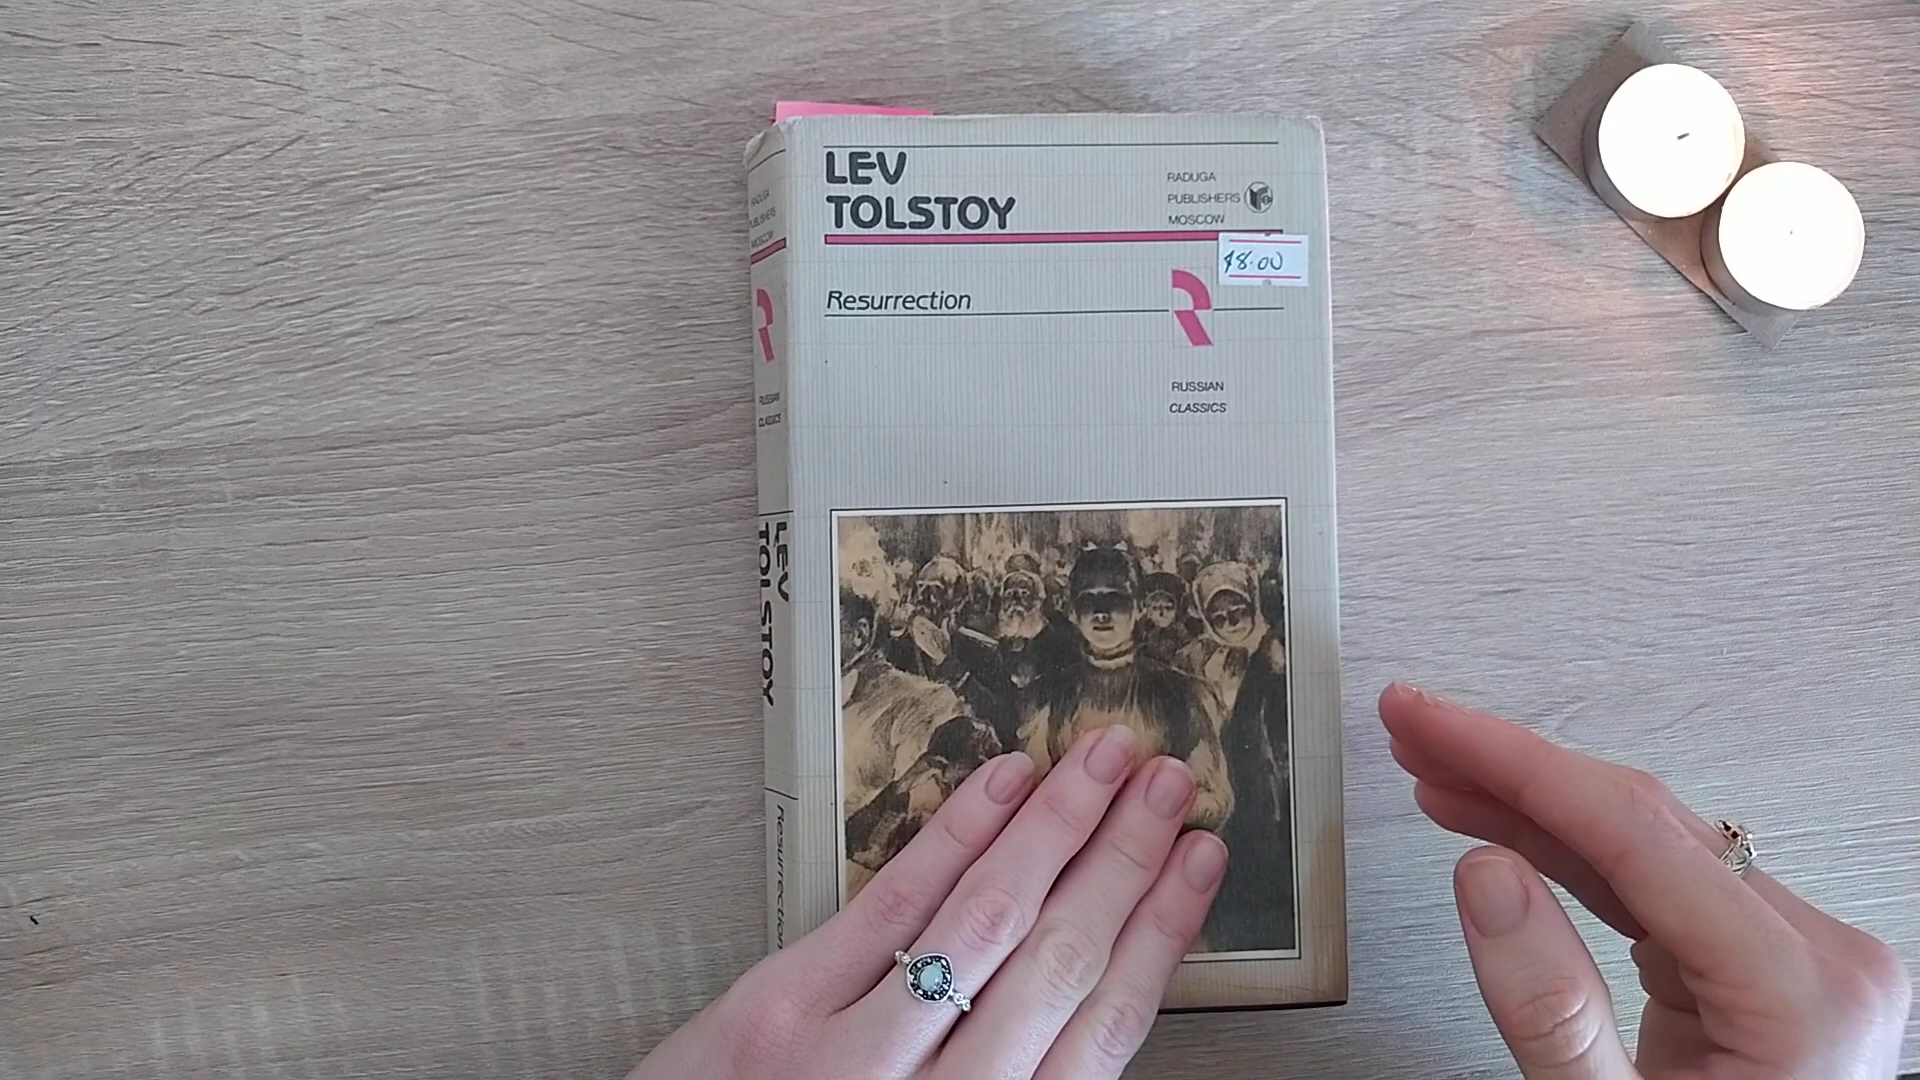 LEV
TOLSTOY
RADUGA
PUBLISHERS
MOSCOW
$8.00
Resurrection
RUSSIAN
CLASSICS
RADUGA
PUBLISHERS
MOSCOW
RUSSIAN
CLASSICS
LEV
TOLSTOY
Resurrection